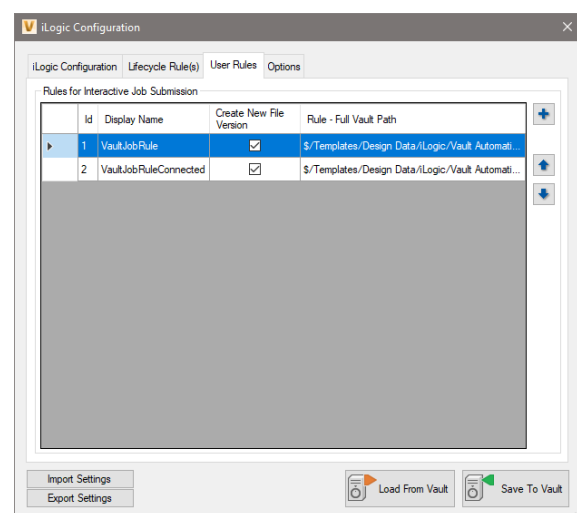 iLogic Configuration
iLogic Configuration Lifecycle Rule(s) User Rules Options
Rules for Interactive Job Submission
Id Display Name Create New File Version Rule - Full Vault Path
1 VaultJobRule $/Templates/Design Data/iLogic/Vault Automati...
2 VaultJobRuleConnected $/Templates/Design Data/iLogic/Vault Automati...
Import Settings
Export Settings
Load From Vault
Save To Vault